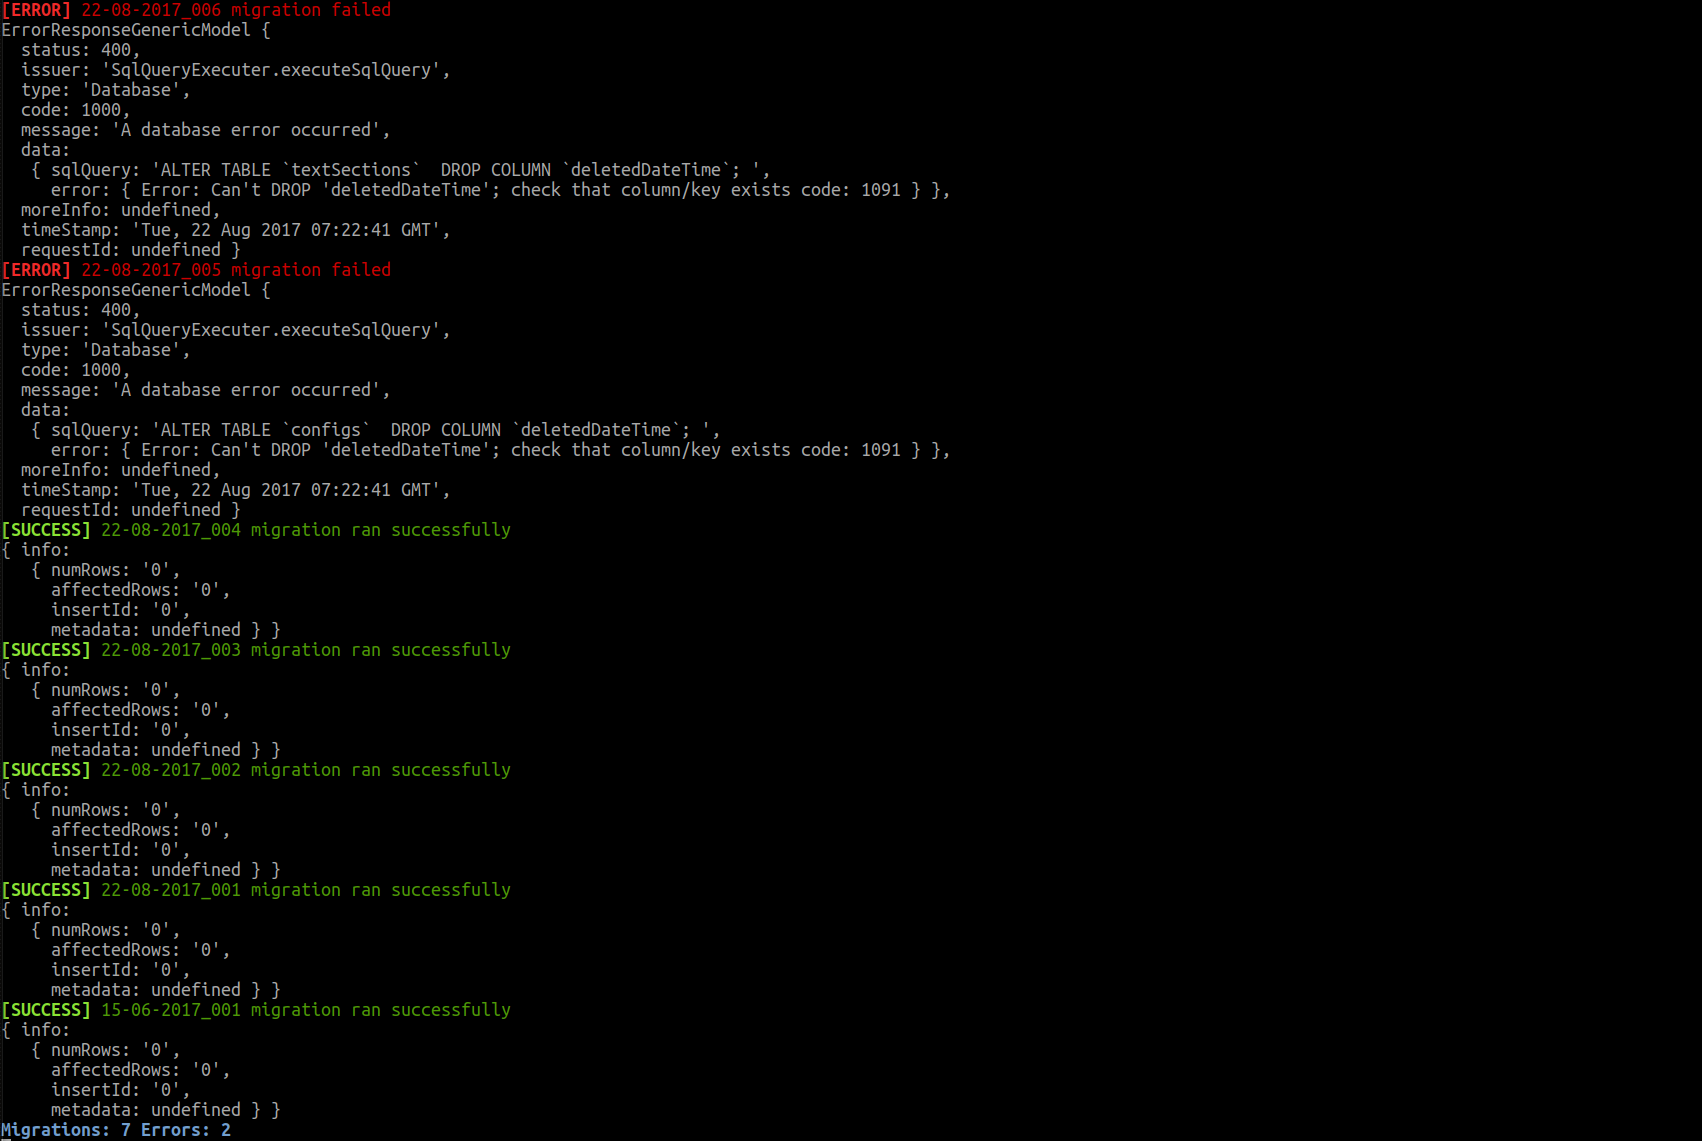 [ERROR] 22-08-2017_006 migration failed
ErrorResponseGenericModel {
  status: 400,
  issuer: 'SqlQueryExecuter.executeSqlQuery',
  type: 'Database',
  code: 1000,
  message: 'A database error occurred',
  data:
   { sqlQuery: 'ALTER TABLE `textSections`  DROP COLUMN `deletedDateTime`; ',
     error: { Error: Can't DROP 'deletedDateTime'; check that column/key exists code: 1091 } },
  moreInfo: undefined,
  timeStamp: 'Tue, 22 Aug 2017 07:22:41 GMT',
  requestId: undefined }
[ERROR] 22-08-2017_005 migration failed
ErrorResponseGenericModel {
  status: 400,
  issuer: 'SqlQueryExecuter.executeSqlQuery',
  type: 'Database',
  code: 1000,
  message: 'A database error occurred',
  data:
   { sqlQuery: 'ALTER TABLE `configs`  DROP COLUMN `deletedDateTime`; ',
     error: { Error: Can't DROP 'deletedDateTime'; check that column/key exists code: 1091 } },
  moreInfo: undefined,
  timeStamp: 'Tue, 22 Aug 2017 07:22:41 GMT',
  requestId: undefined }
[SUCCESS] 22-08-2017_004 migration ran successfully
{ info:
   { numRows: '0',
     affectedRows: '0',
     insertId: '0',
     metadata: undefined } }
[SUCCESS] 22-08-2017_003 migration ran successfully
{ info:
   { numRows: '0',
     affectedRows: '0',
     insertId: '0',
     metadata: undefined } }
[SUCCESS] 22-08-2017_002 migration ran successfully
{ info:
   { numRows: '0',
     affectedRows: '0',
     insertId: '0',
     metadata: undefined } }
[SUCCESS] 22-08-2017_001 migration ran successfully
{ info:
   { numRows: '0',
     affectedRows: '0',
     insertId: '0',
     metadata: undefined } }
[SUCCESS] 15-06-2017_001 migration ran successfully
{ info:
   { numRows: '0',
     affectedRows: '0',
     insertId: '0',
     metadata: undefined } }
Migrations: 7 Errors: 2